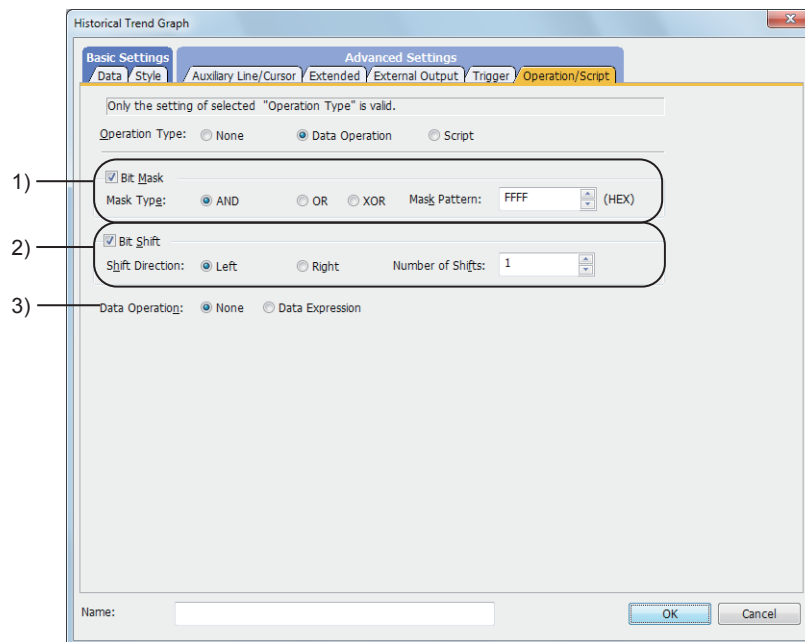 Historical Trend Graph
Basic Settings
Advanced Settings
Data Style Auxiliary Line/Cursor Extended External Output Trigger Operation/Script
Only the setting of selected "Operation Type" is valid.
Operation Type: None Data Operation Script
1)
Bit Mask
Mask Type: AND OR XOR Mask Pattern: FFFF (HEX)
2)
Bit Shift
Shift Direction: Left Right Number of Shifts: 1
3) Data Operation: None Data Expression
Name: OK Cancel